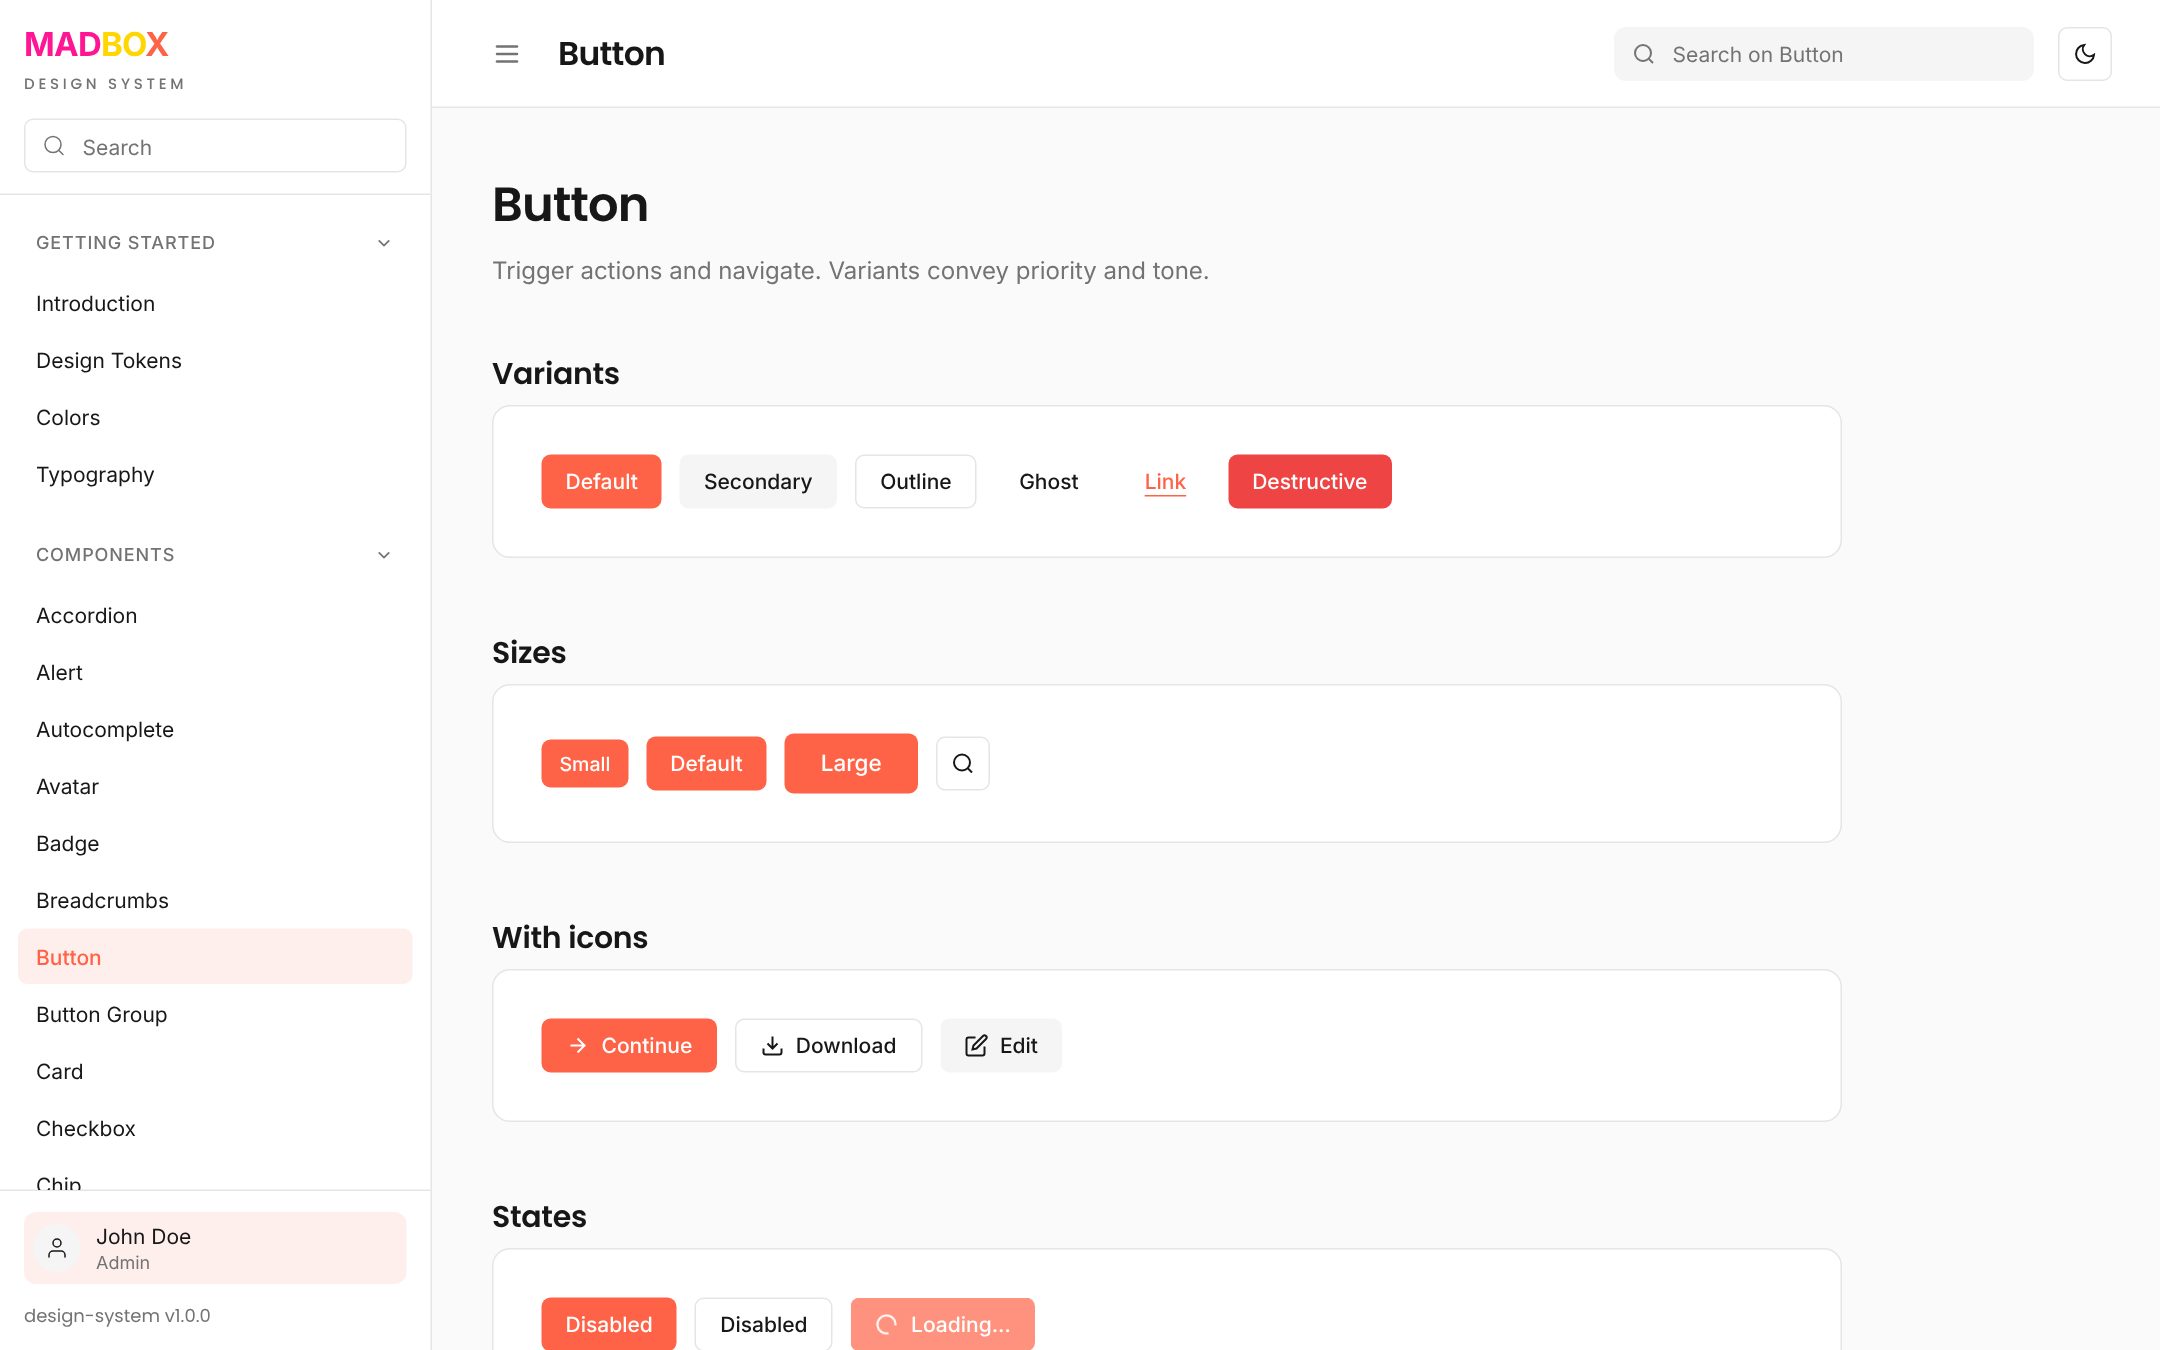 MADBOX
DESIGN SYSTEM
Search
GETTING STARTED
Introduction
Design Tokens
Colors
Typography
COMPONENTS
Accordion
Alert
Autocomplete
Avatar
Badge
Breadcrumbs
Button
Button Group
Card
Checkbox
Chip
John Doe
Admin
design-system v1.0.0
Button
Search on Button
Button
Trigger actions and navigate. Variants convey priority and tone.
Variants
Default Secondary Outline Ghost Link Destructive
Sizes
Small Default Large
With icons
Continue Download Edit
States
Disabled Disabled Loading...